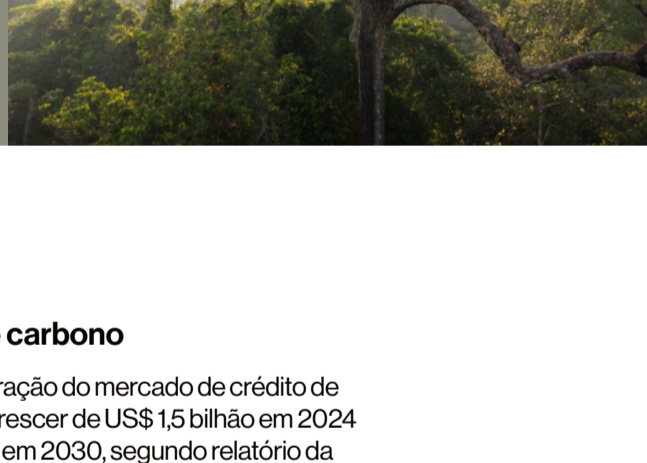 carbono
ração do mercado de crédito de
rescer de US$ 1,5 bilhão em 2024
em 2030, segundo relatório da